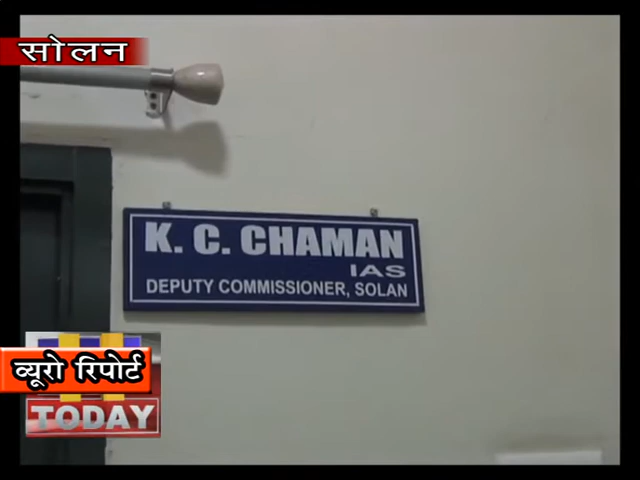 सोलन
K. C. CHAMAN
IAS
DEPUTY COMMISSIONER, SOLAN
ब्यूरो रिपोर्ट
TODAY